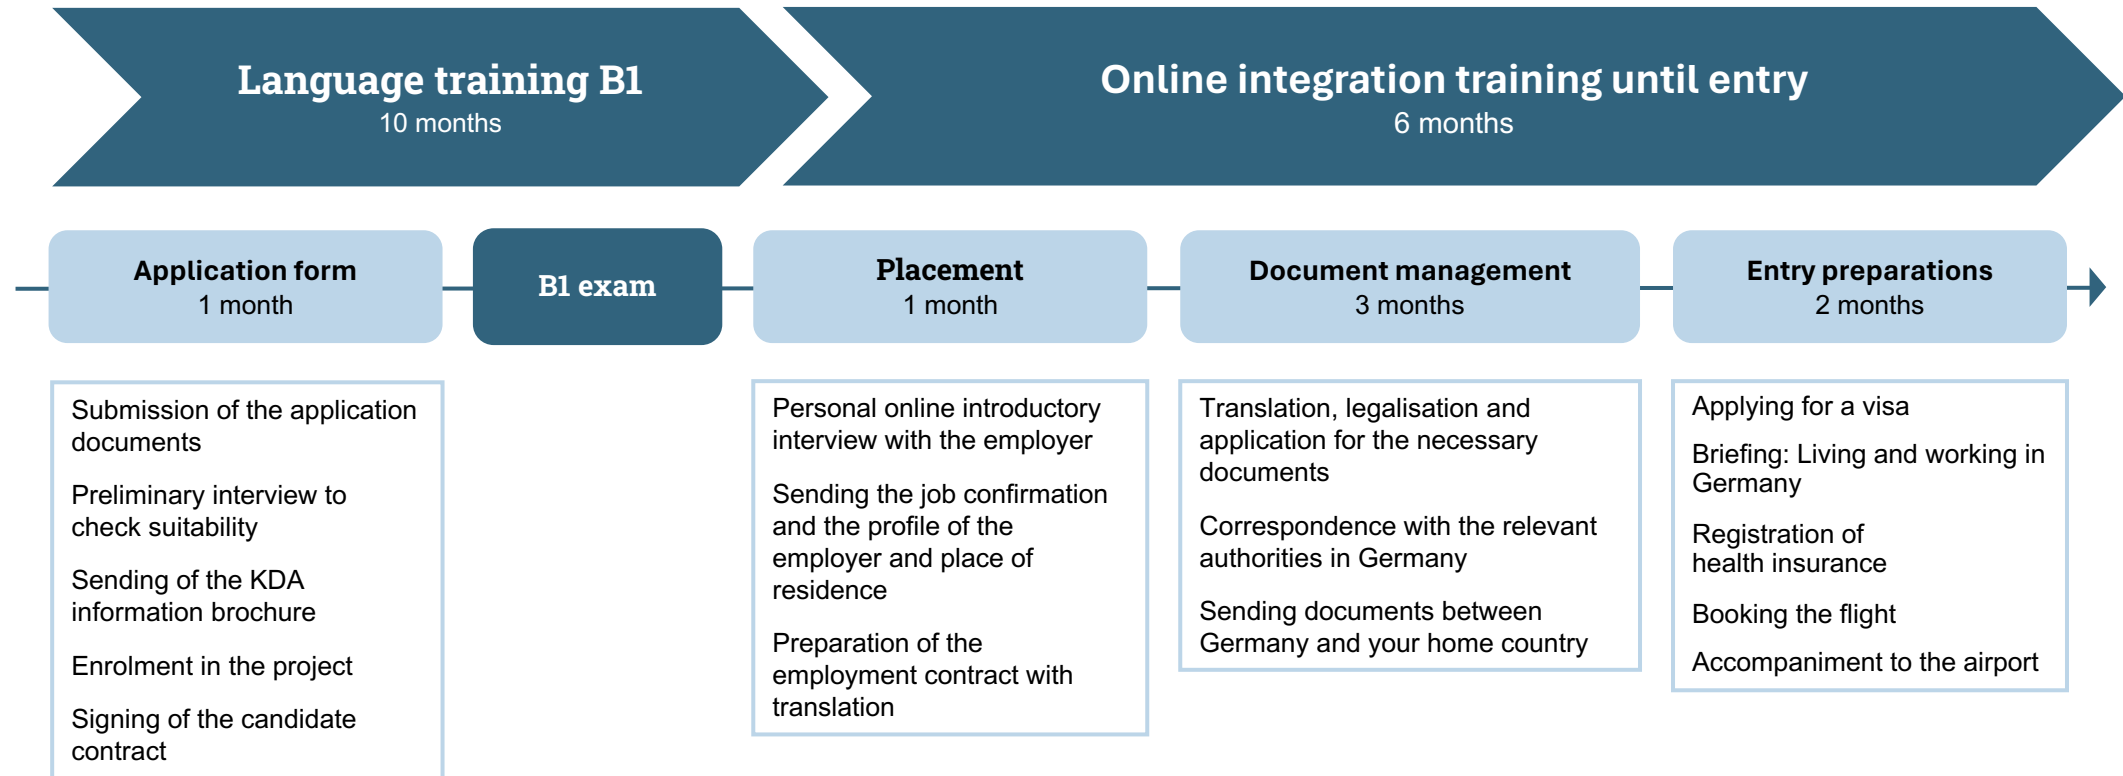 Language training B1
10 months
Online integration training until entry
6 months
Application form
1 month
B1 exam
Placement
1 month
Document management
3 months
Entry preparations
2 months
Submission of the application
documents
Preliminary interview to
check suitability
Sending of the KDA
information brochure
Enrolment in the project
Signing of the candidate
contract
Personal online introductory
interview with the employer
Sending the job confirmation
and the profile of the
employer and place of
residence
Preparation of the
employment contract with
translation
Translation, legalisation and
application for the necessary
documents
Correspondence with the relevant
authorities in Germany
Sending documents between
Germany and your home country
Applying for a visa
Briefing: Living and working in
Germany
Registration of
health insurance
Booking the flight
Accompaniment to the airport